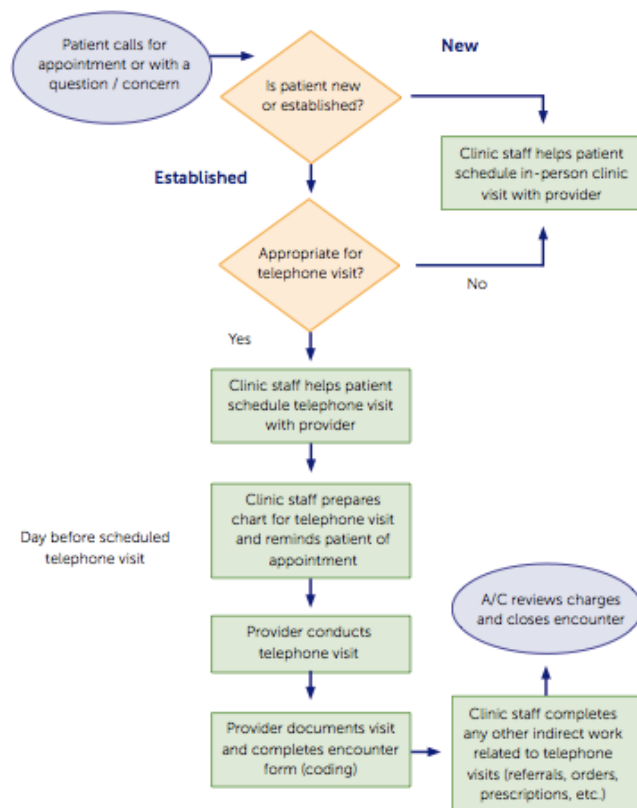 Patient calls for
appointment or with a
question / concern
New
Is patient new
or established?
Clinic staff helps patient
schedule in-person clinic
visit with provider
Established
Appropriate for
telephone visit?
No
Yes
Clinic staff helps patient
schedule telephone visit
with provider
Day before scheduled
telephone visit
Clinic staff prepares
chart for telephone visit
and reminds patient of
appointment
Provider conducts
telephone visit
Provider documents visit
and completes encounter
form (coding)
Clinic staff completes
any other indirect work
related to telephone
visits (referrals, orders,
prescriptions, etc.)
A/C reviews charges
and closes encounter